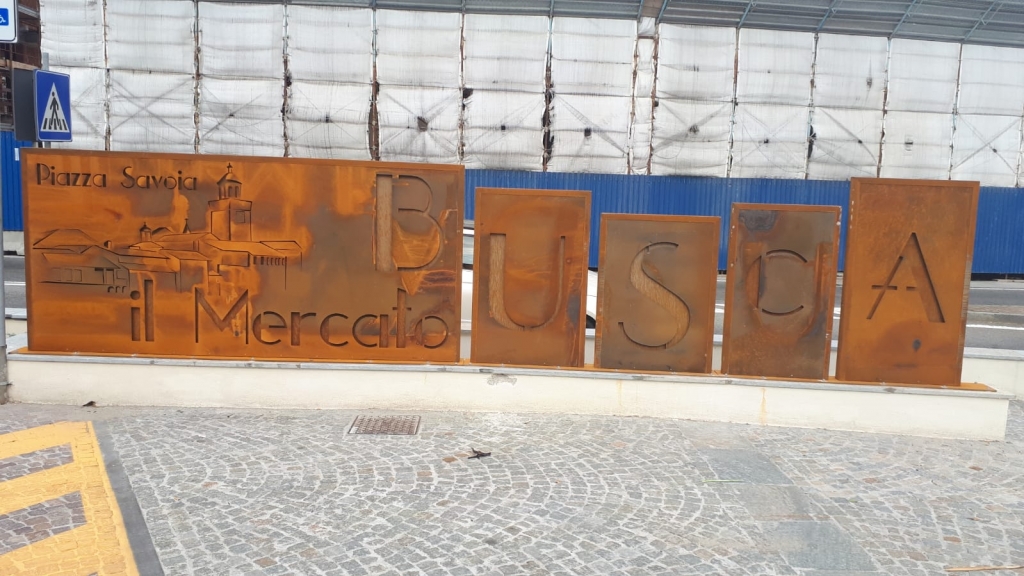 Piazza Savoia
BUSCA
il Mercato